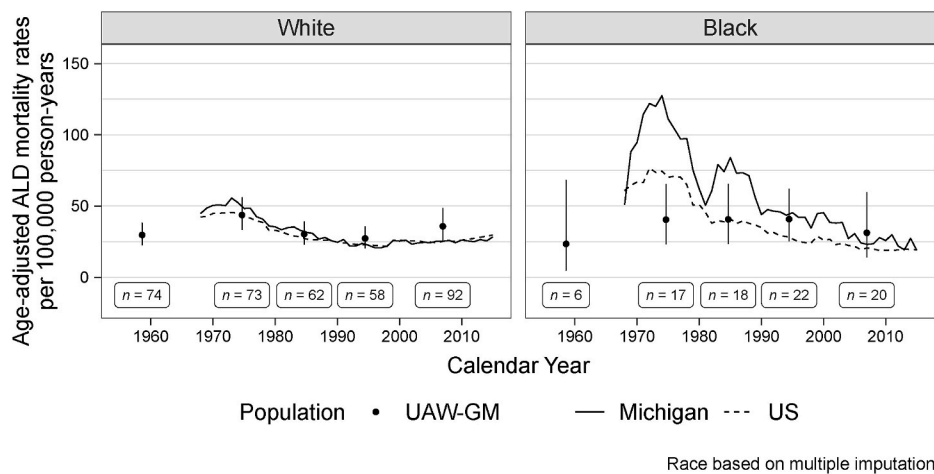 White
Black
Age-adjusted ALD mortality rates
per 100,000 person-years
150
100
50
0
n = 74
n = 73
n = 62
n = 58
n = 92
n = 6
n = 17
n = 18
n = 22
n = 20
1960 1970 1980 1990 2000 2010
1960 1970 1980 1990 2000 2010
Calendar Year
Population UAW-GM Michigan US
Race based on multiple imputation